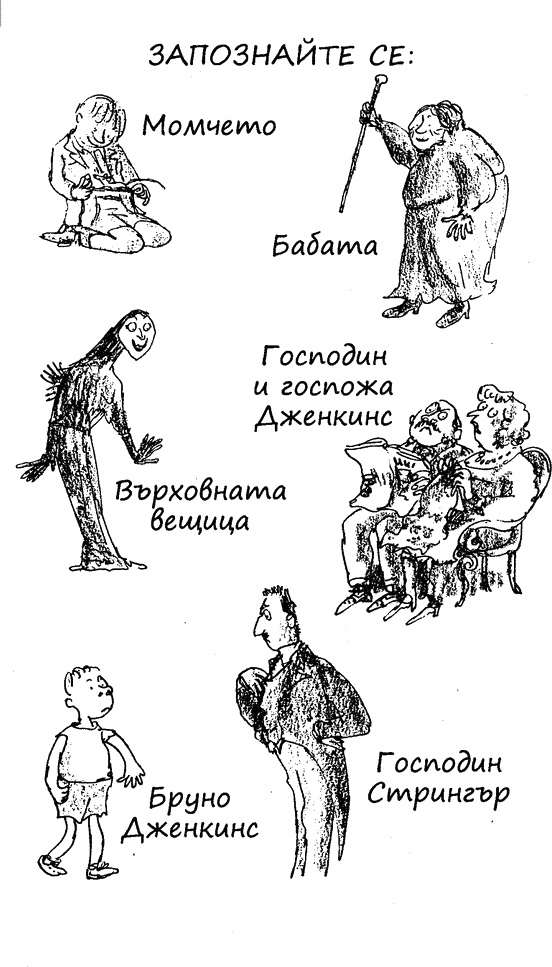 ЗАПОЗНАЙТЕ СЕ:
Момчето
Бабата
Господин
и госпожа
Дженкинс
Върховната
вещица
Господин
Стрингър
Бруно
Дженкинс